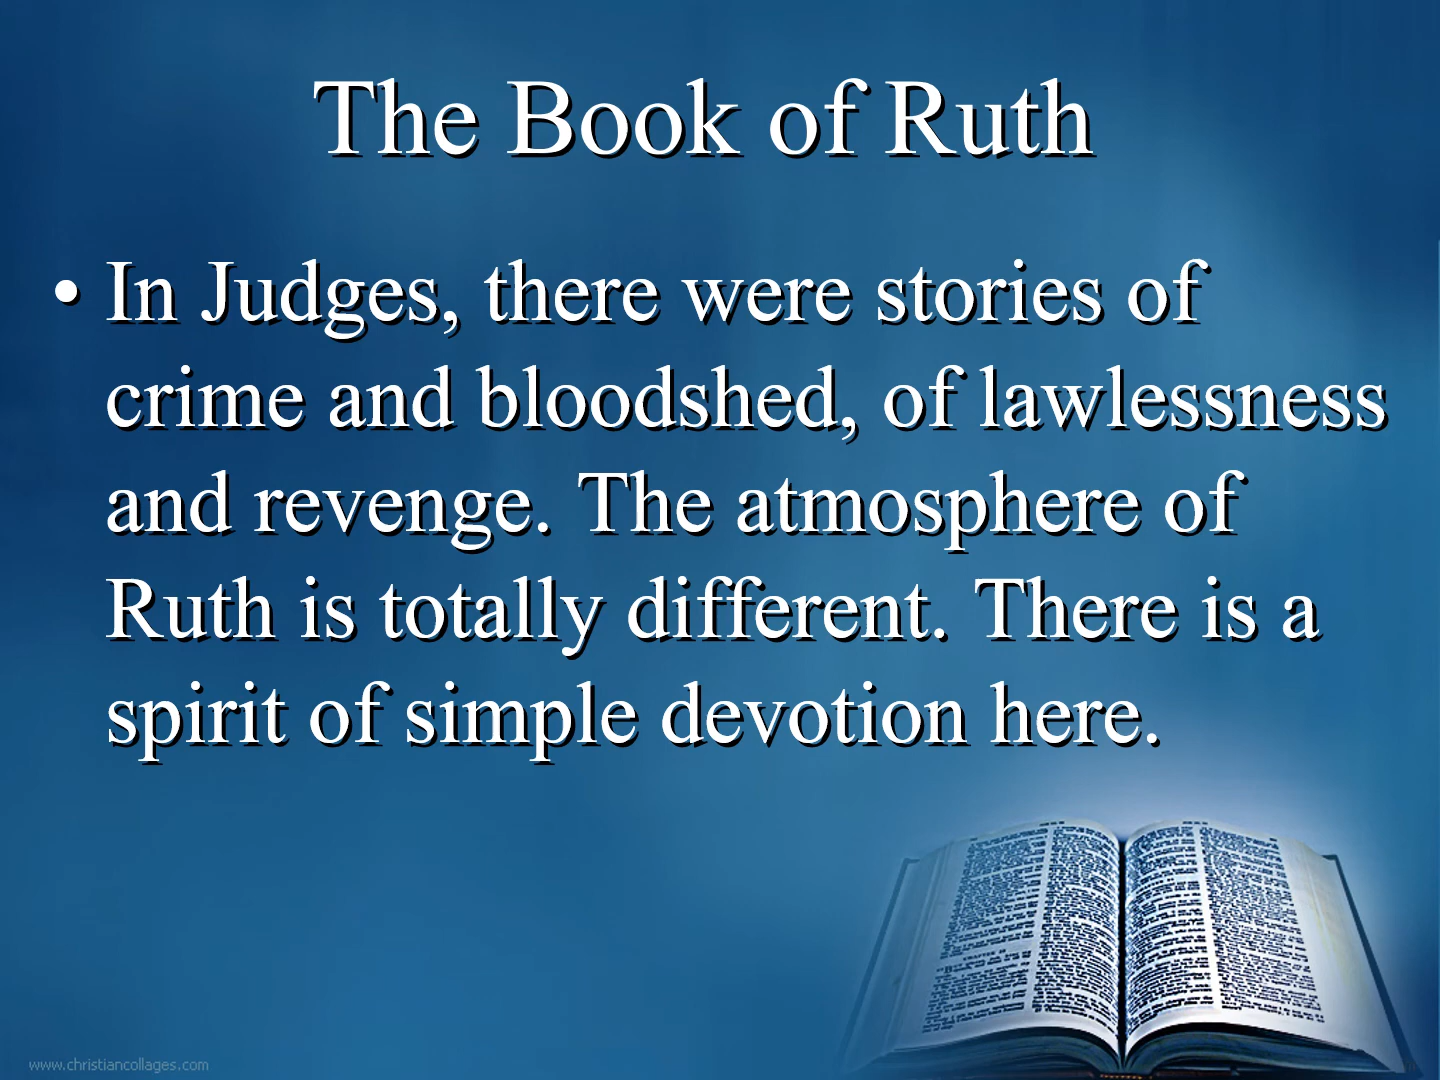 The Book of Ruth
• In Judges, there were stories of
crime and bloodshed, of lawlessness
and revenge. The atmosphere of
Ruth is totally different. There is a
spirit of simple devotion here.
www.christiancollages.com